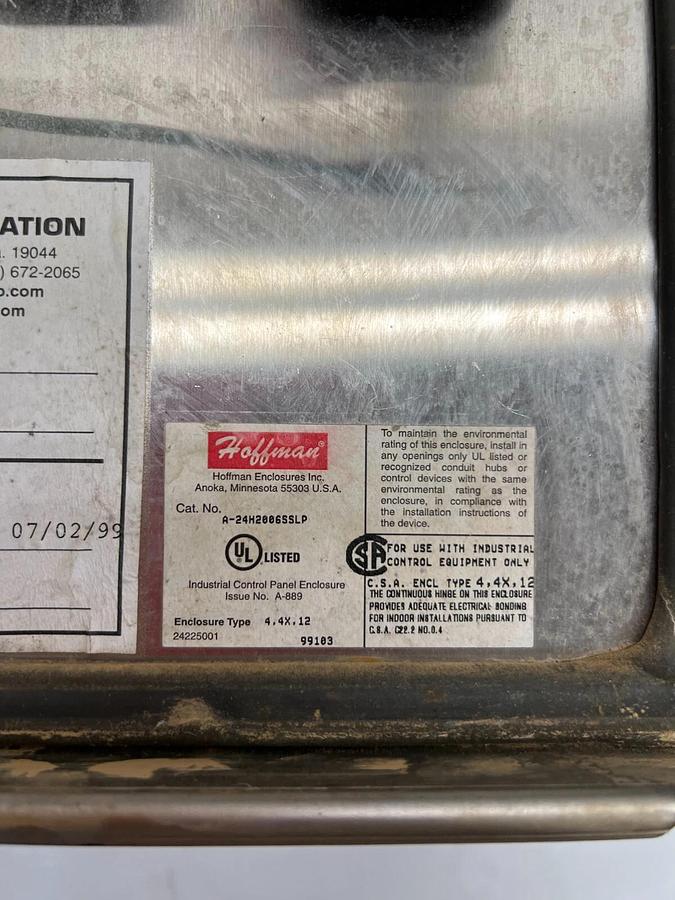 ATION
. 19044
) 672-2065
.com
om
07/02/99
Hoffman®
Hoffman Enclosures Inc.
Anoka, Minnesota 55303 U.S.A.
Cat. No.
A-24H2006SSLP
UL LISTED
Industrial Control Panel Enclosure
Issue No. A-889
Enclosure Type 4,4X,12
24225001 99103
To maintain the environmental
rating of this enclosure, install in
any openings only UL listed or
recognized conduit hubs or
control devices with the same
environmental rating as the
enclosure, in compliance with
the installation instructions of
the device.
SA FOR USE WITH INDUSTRIAL
CONTROL EQUIPMENT ONLY
C.S.A. ENCL TYPE 4,4X,12
THE CONTINUOUS HINGE ON THIS ENCLOSURE
PROVIDES ADEQUATE ELECTRICAL BONDING
FOR INDOOR INSTALLATIONS PURSUANT TO
C.S.A. C22.2 NO.0.4